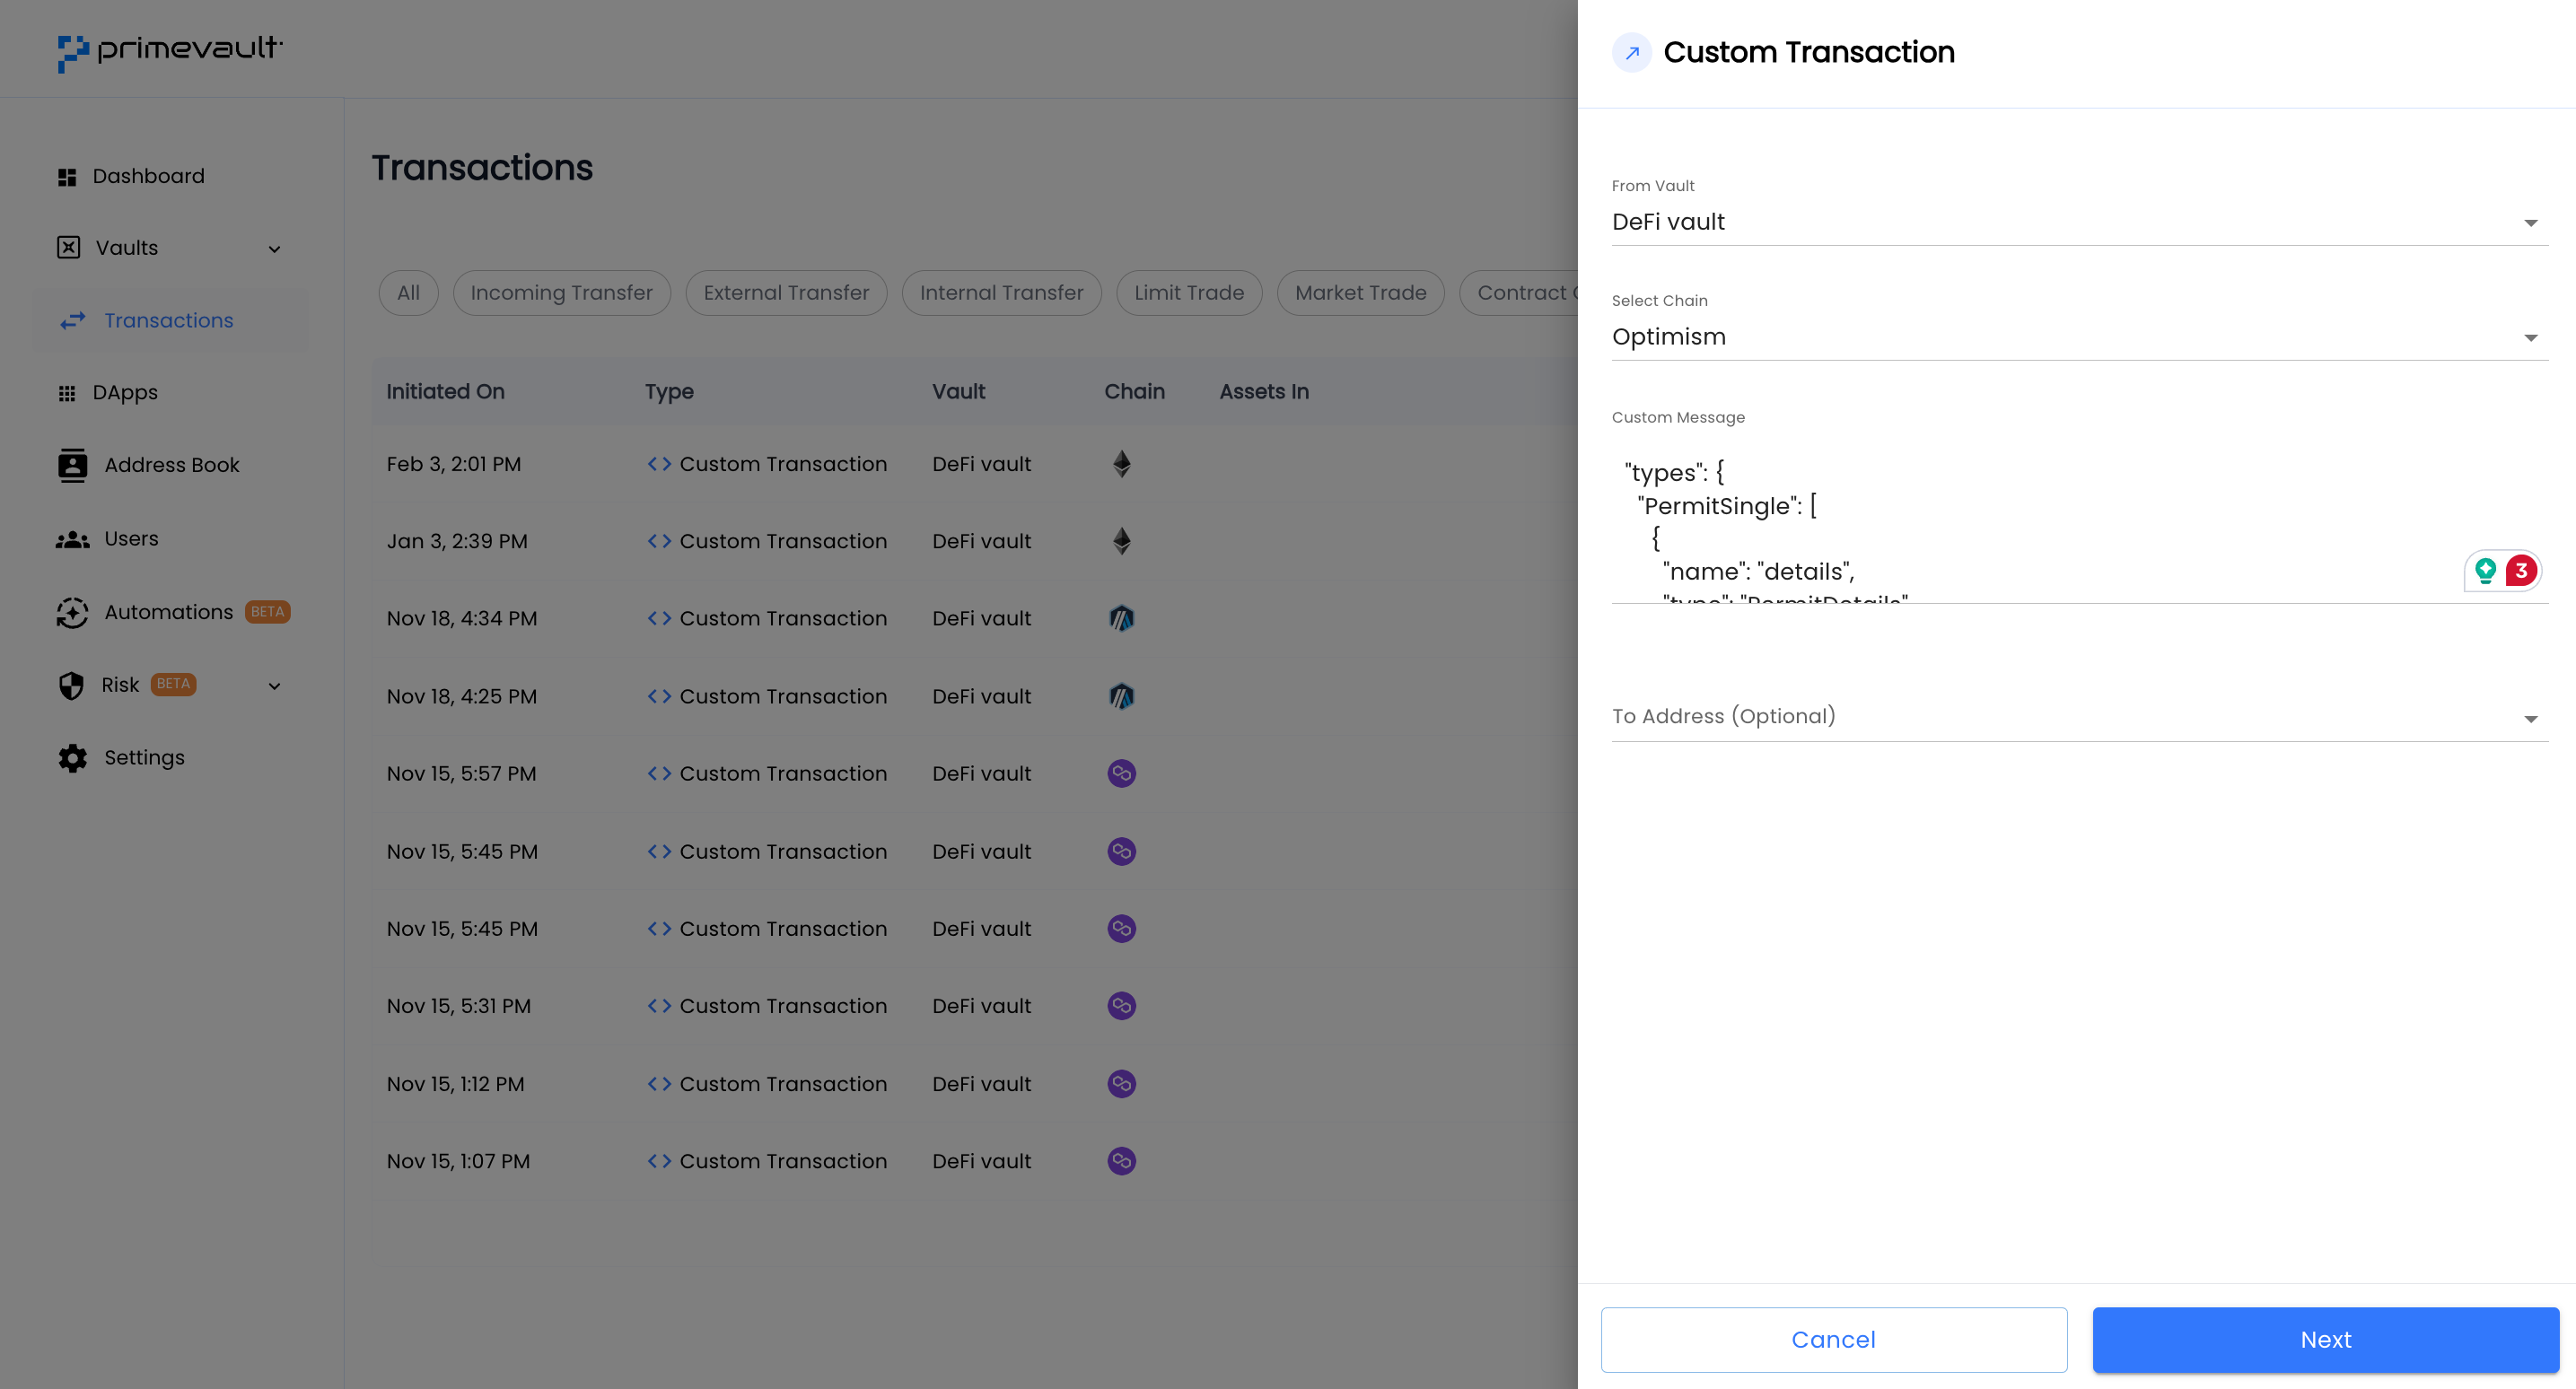 primevault
Custom Transaction
Dashboard
Vaults
Transactions
DApps
Address Book
Users
Automations BETA
Risk BETA
Settings
Transactions
All Incoming Transfer External Transfer Internal Transfer Limit Trade Market Trade Contract
Initiated On Type Vault Chain Assets In
Feb 3, 2:01 PM <> Custom Transaction DeFi vault
Jan 3, 2:39 PM <> Custom Transaction DeFi vault
Nov 18, 4:34 PM <> Custom Transaction DeFi vault
Nov 18, 4:25 PM <> Custom Transaction DeFi vault
Nov 15, 5:57 PM <> Custom Transaction DeFi vault
Nov 15, 5:45 PM <> Custom Transaction DeFi vault
Nov 15, 5:45 PM <> Custom Transaction DeFi vault
Nov 15, 5:31 PM <> Custom Transaction DeFi vault
Nov 15, 1:12 PM <> Custom Transaction DeFi vault
Nov 15, 1:07 PM <> Custom Transaction DeFi vault
From Vault
DeFi vault
Select Chain
Optimism
Custom Message
"types": {
"PermitSingle": [
{
"name": "details",
"type": "PermitDetails"
3
To Address (Optional)
Cancel
Next